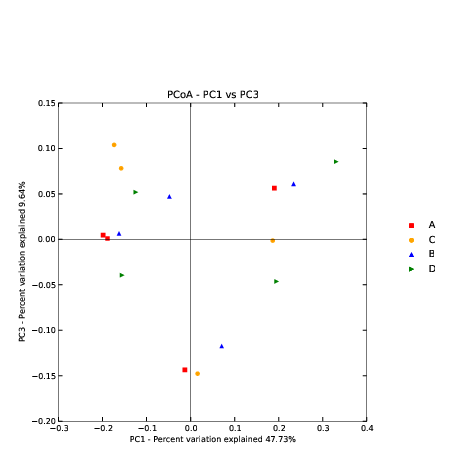 PCoA - PC1 vs PC3
0.15
0.10
0.05
0.00
−0.05
−0.10
−0.15
−0.20
−0.3
−0.2
−0.1
0.0
0.1
0.2
0.3
0.4
PC3 - Percent variation explained 9.64%
PC1 - Percent variation explained 47.73%
A
C
B
D